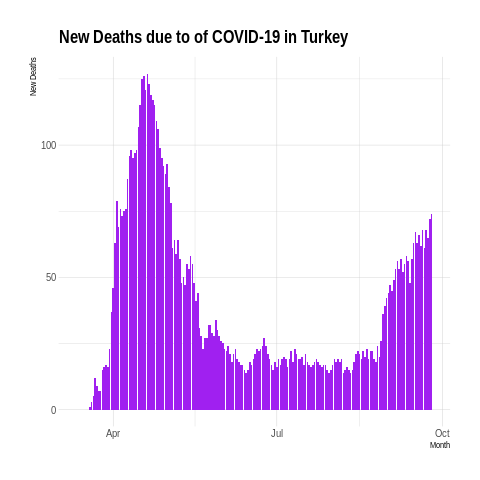 New Deaths due to of COVID-19 in Turkey
New Deaths
100
50
0
Apr
Jul
Oct
Month